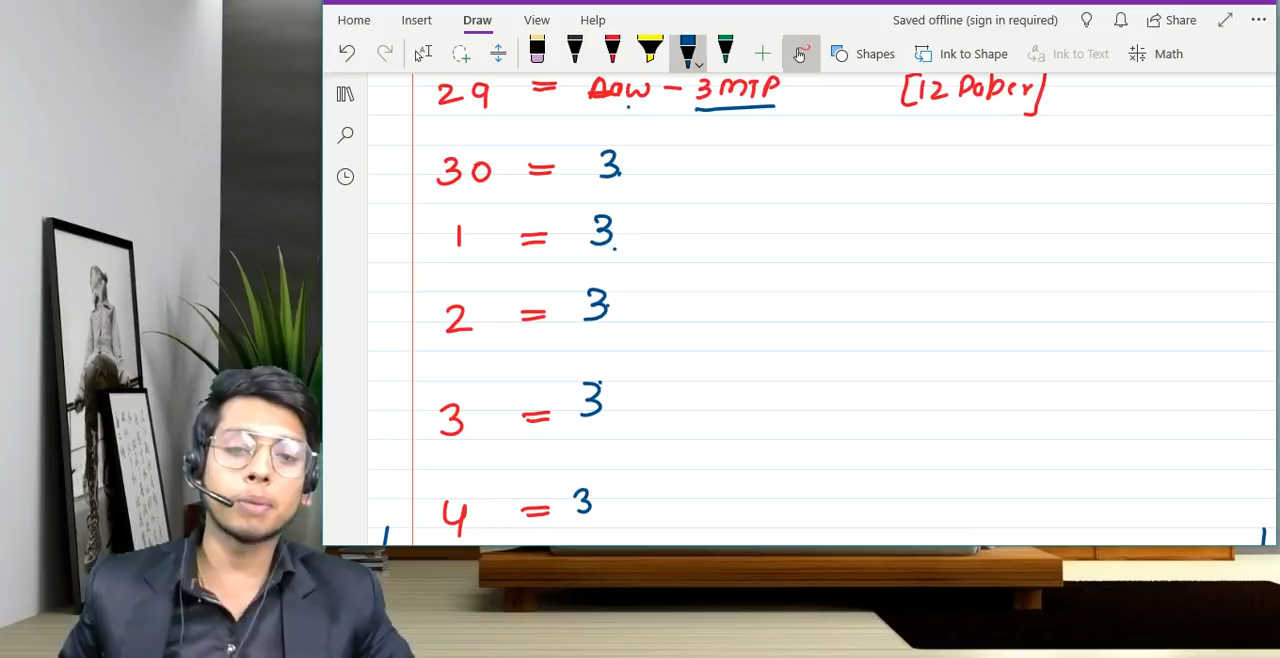 Home Insert Draw View Help Saved offline (sign in required) Share
Ink to Shape Shapes Ink to Text Math
29 = - 3 MTP [12 Paper]
30 = 3
1 = 3
2 = 3
3 = 3
4 = 3